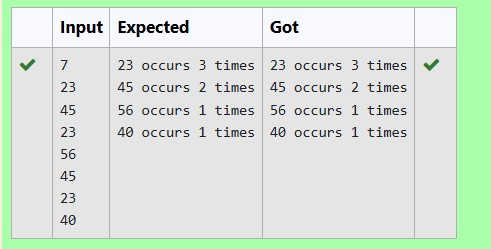 Input Expected Got
7 23 occurs 3 times 23 occurs 3 times
23 45 occurs 2 times 45 occurs 2 times
45 56 occurs 1 times 56 occurs 1 times
23 40 occurs 1 times 40 occurs 1 times
56
45
23
40